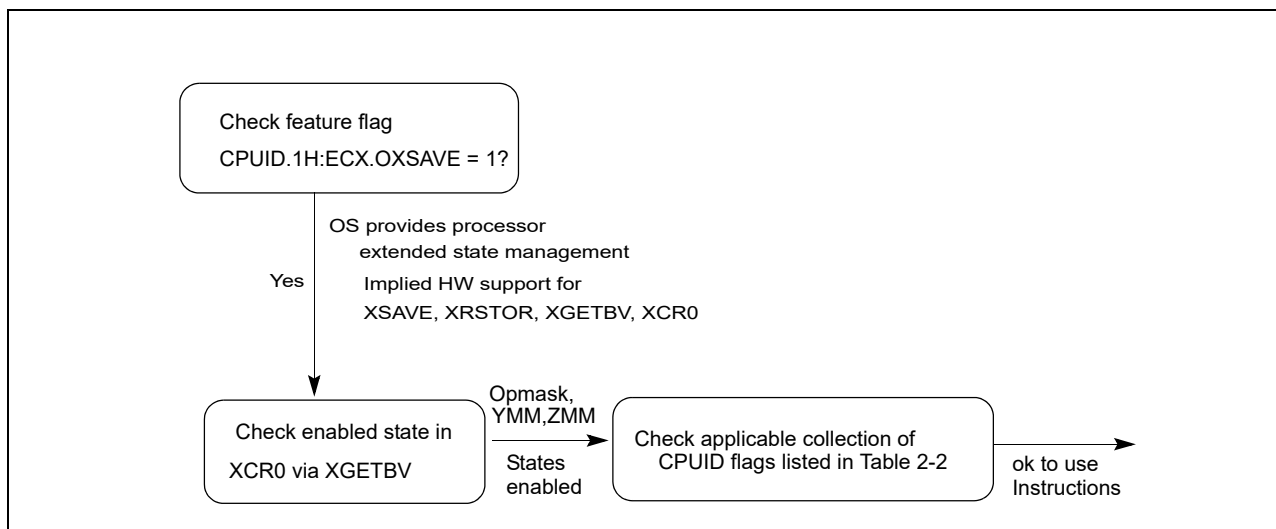 Check feature flag
CPUID.1H:ECX.OXSAVE = 1?
OS provides processor
extended state management
Yes
Implied HW support for
XSAVE, XRSTOR, XGETBV, XCR0
Check enabled state in
XCR0 via XGETBV
Opmask,
YMM,ZMM
States
enabled
Check applicable collection of
CPUID flags listed in Table 2-2
ok to use
Instructions